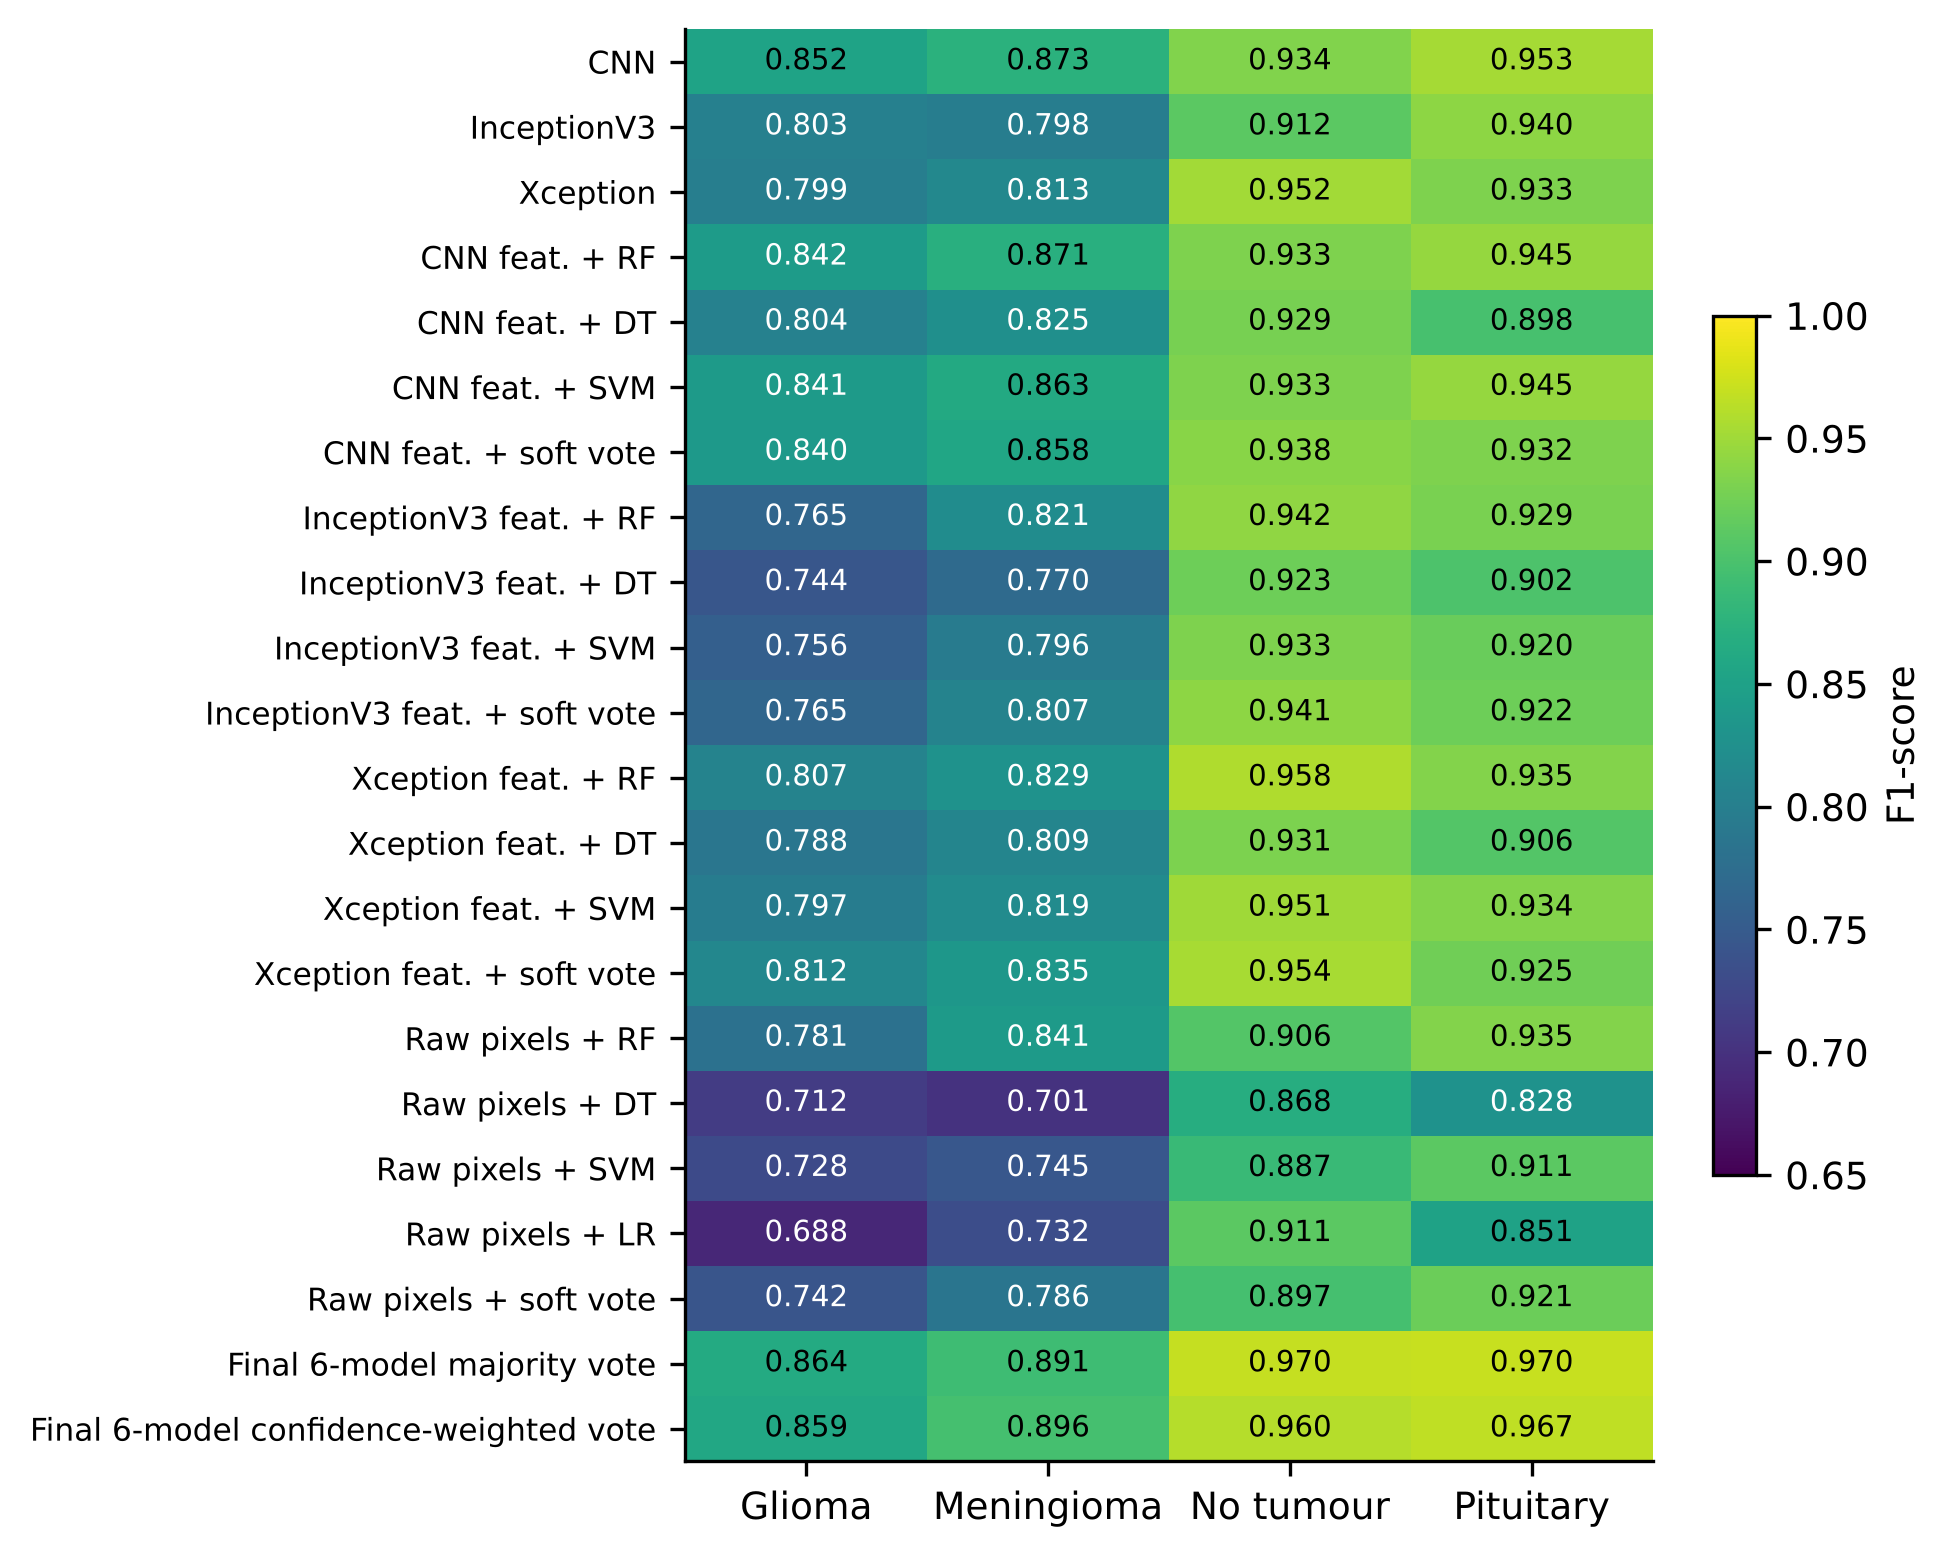 CNN 0.852 0.873 0.934 0.953
InceptionV3 0.803 0.798 0.912 0.940
Xception 0.799 0.813 0.952 0.933
CNN feat. + RF 0.842 0.871 0.933 0.945
CNN feat. + DT 0.804 0.825 0.929 0.898
CNN feat. + SVM 0.841 0.863 0.933 0.945
CNN feat. + soft vote 0.840 0.858 0.938 0.932
InceptionV3 feat. + RF 0.765 0.821 0.942 0.929
InceptionV3 feat. + DT 0.744 0.770 0.923 0.902
InceptionV3 feat. + SVM 0.756 0.796 0.933 0.920
InceptionV3 feat. + soft vote 0.765 0.807 0.941 0.922
Xception feat. + RF 0.807 0.829 0.958 0.935
Xception feat. + DT 0.788 0.809 0.931 0.906
Xception feat. + SVM 0.797 0.819 0.951 0.934
Xception feat. + soft vote 0.812 0.835 0.954 0.925
Raw pixels + RF 0.781 0.841 0.906 0.935
Raw pixels + DT 0.712 0.701 0.868 0.828
Raw pixels + SVM 0.728 0.745 0.887 0.911
Raw pixels + LR 0.688 0.732 0.911 0.851
Raw pixels + soft vote 0.742 0.786 0.897 0.921
Final 6-model majority vote 0.864 0.891 0.970 0.970
Final 6-model confidence-weighted vote 0.859 0.896 0.960 0.967
Glioma Meningioma No tumour Pituitary
1.00
0.95
0.90
0.85
0.80
0.75
0.70
0.65
F1-score